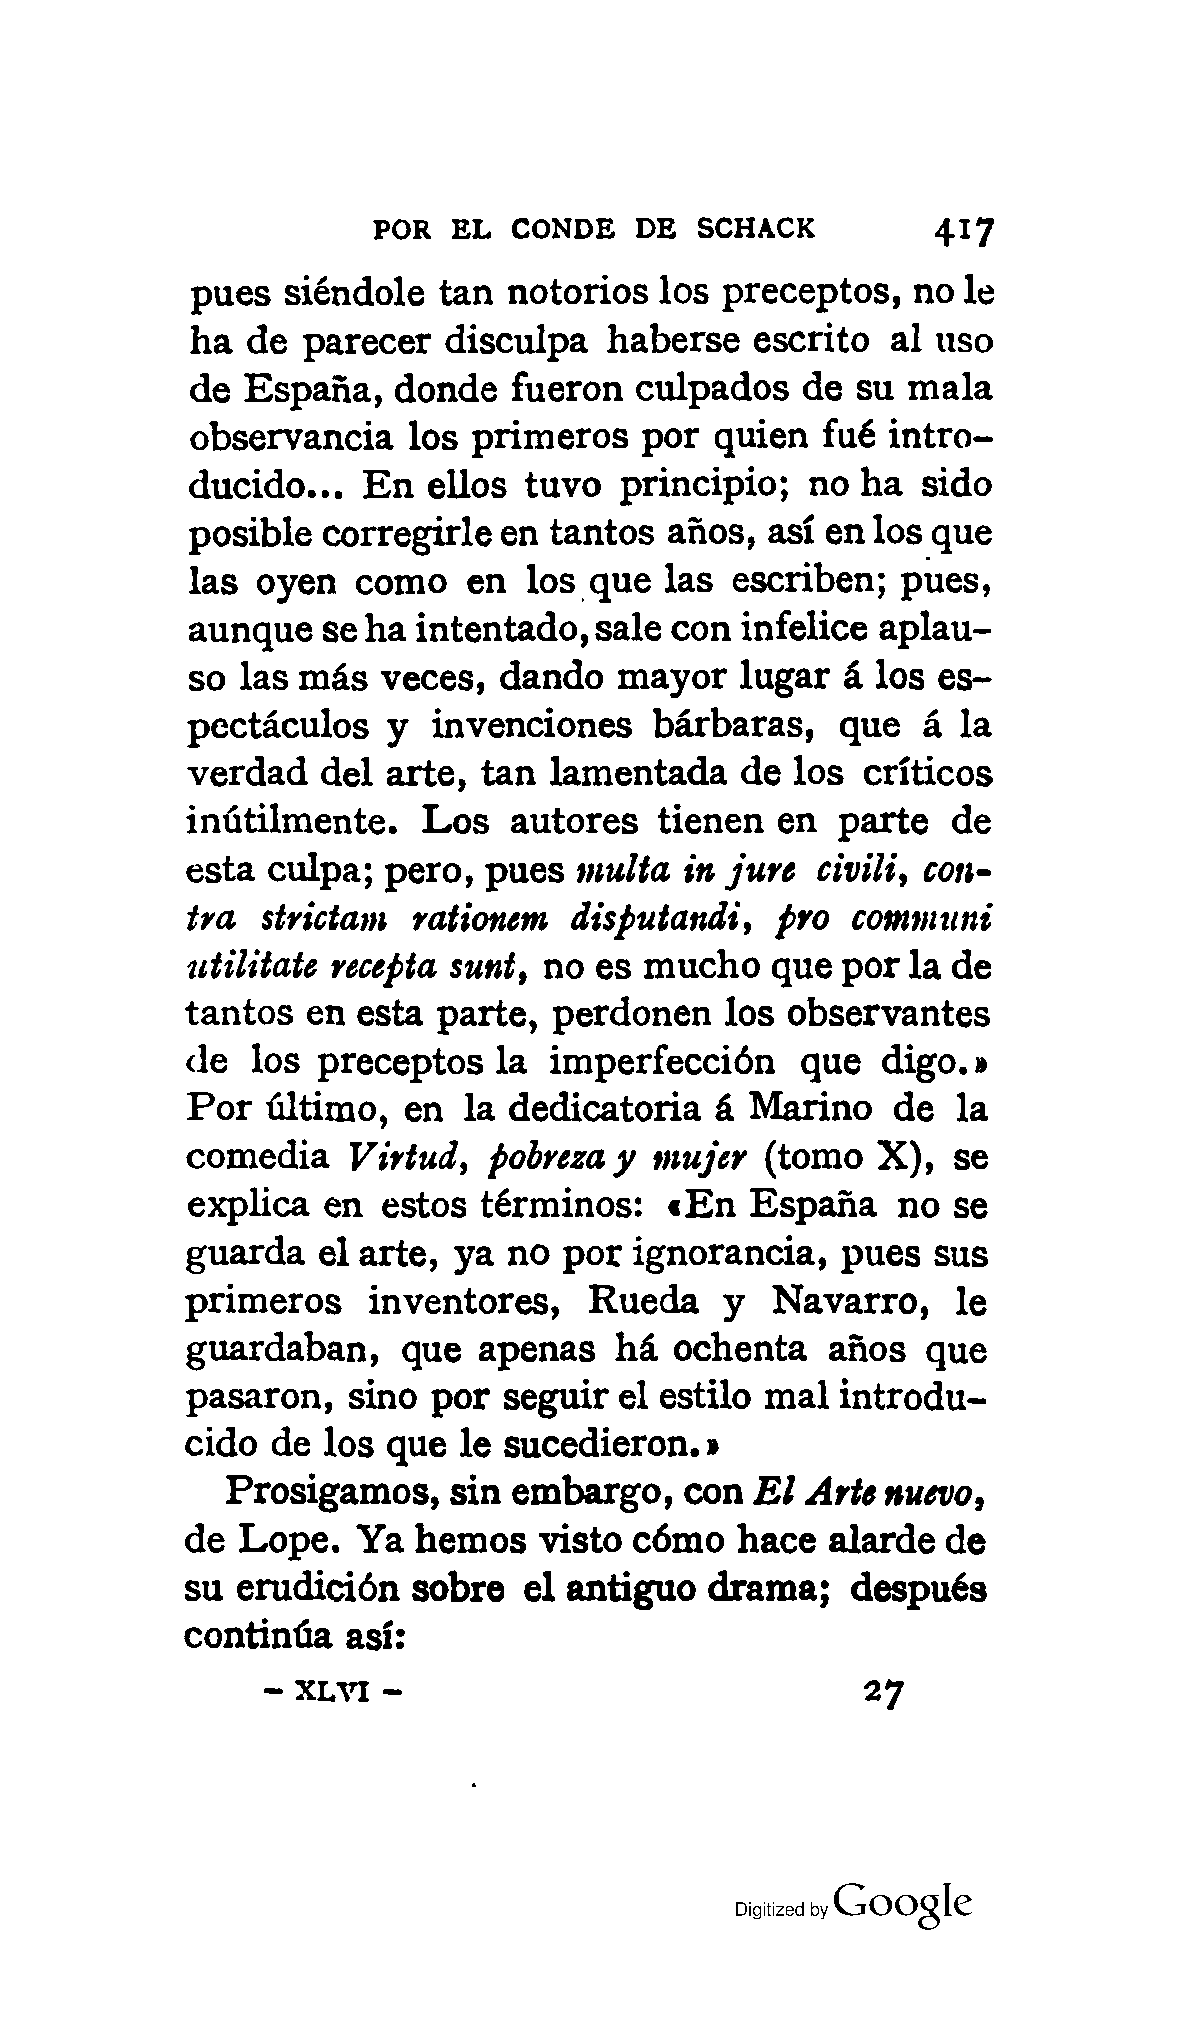 POR EL CONDE DE SCHACK 417
pues siéndole tan notorios los preceptos, no le
ha de parecer disculpa haberse escrito al uso
de España, donde fueron culpados de su mala
observancia los primeros por quien fué intro-
ducido... En ellos tuvo principio; no ha sido
posible corregirle en tantos años, así en los que
las oyen como en los que las escriben; pues,
aunque se ha intentado, sale con infelice aplau-
so las más veces, dando mayor lugar á los es-
pectáculos y invenciones bárbaras, que á la
verdad del arte, tan lamentada de los críticos
inútilmente. Los autores tienen en parte de
esta culpa; pero, pues multa in jure civili, con-
tra strictam rationem disputandi, pro communi
utilitate recepta sunt, no es mucho que por la de
tantos en esta parte, perdonen los observantes
de los preceptos la imperfección que digo.»
Por último, en la dedicatoria á Marino de la
comedia Virtud, pobreza y mujer (tomo X), se
explica en estos términos: «En España no se
guarda el arte, ya no por ignorancia, pues sus
primeros inventores, Rueda y Navarro, le
guardaban, que apenas há ochenta años que
pasaron, sino por seguir el estilo mal introdu-
cido de los que le sucedieron.»
Prosigamos, sin embargo, con El Arte nuevo,
de Lope. Ya hemos visto cómo hace alarde de
su erudición sobre el antiguo drama; después
continúa así:
- XLVI - 27
Digitized by Google